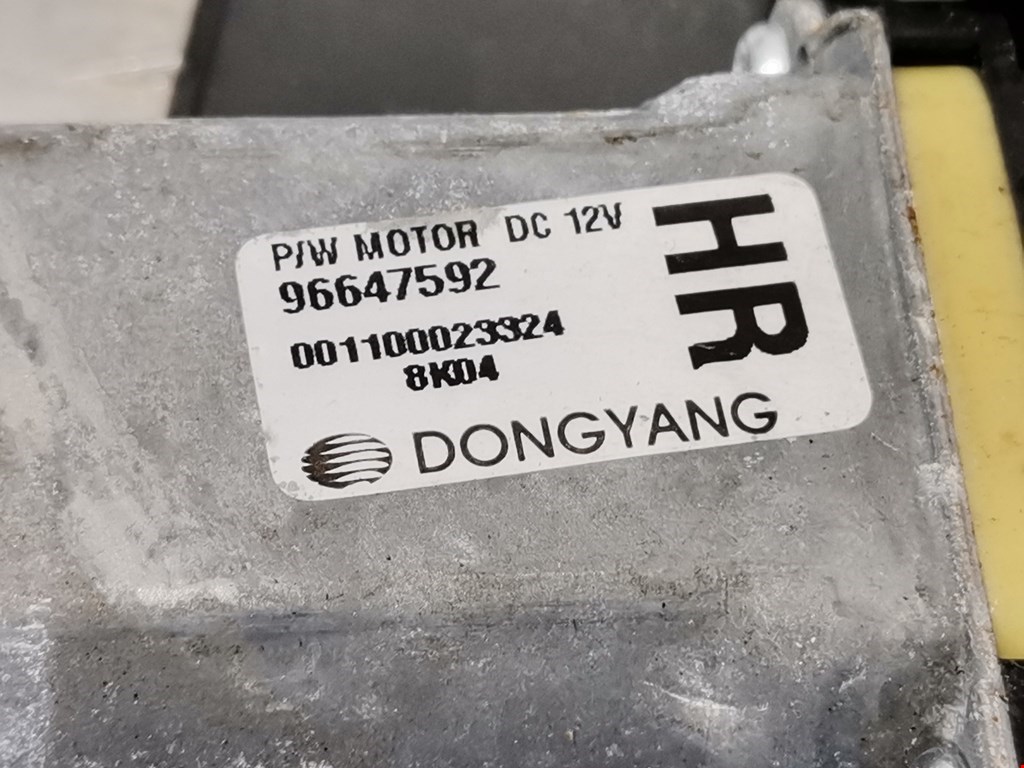 P/W MOTOR DC 12V
96647592
001100023324
8K04
DONGYANG
HR